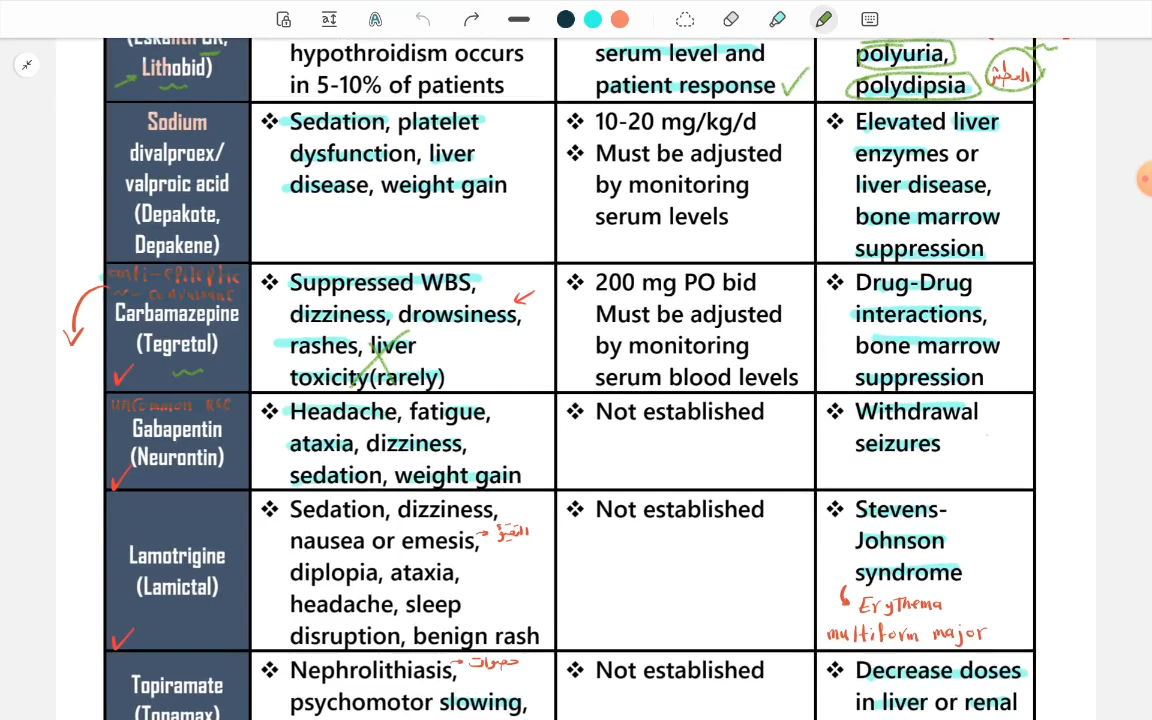 Lithobid)
hypothroidism occurs
in 5-10% of patients
serum level and
patient response
polyuria,
polydipsia
العطش
Sodium
divalproex/
valproic acid
(Depakote,
Depakene)
❖ Sedation, platelet
dysfunction, liver
disease, weight gain
❖ 10-20 mg/kg/d
❖ Must be adjusted
by monitoring
serum levels
❖ Elevated liver
enzymes or
liver disease,
bone marrow
suppression
anti-epileptic
Carbamazepine
(Tegretol)
❖ Suppressed WBS,
dizziness, drowsiness,
rashes, liver
toxicity(rarely)
❖ 200 mg PO bid
Must be adjusted
by monitoring
serum blood levels
❖ Drug-Drug
interactions,
bone marrow
suppression
Gabapentin
(Neurontin)
❖ Headache, fatigue,
ataxia, dizziness,
sedation, weight gain
❖ Not established
❖ Withdrawal
seizures
Lamotrigine
(Lamictal)
❖ Sedation, dizziness,
nausea or emesis, التقيؤ
diplopia, ataxia,
headache, sleep
disruption, benign rash
❖ Not established
❖ Stevens-
Johnson
syndrome
Erythema
multiform major
Topiramate
(Topamax)
❖ Nephrolithiasis, حصوات
psychomotor slowing,
❖ Not established
❖ Decrease doses
in liver or renal